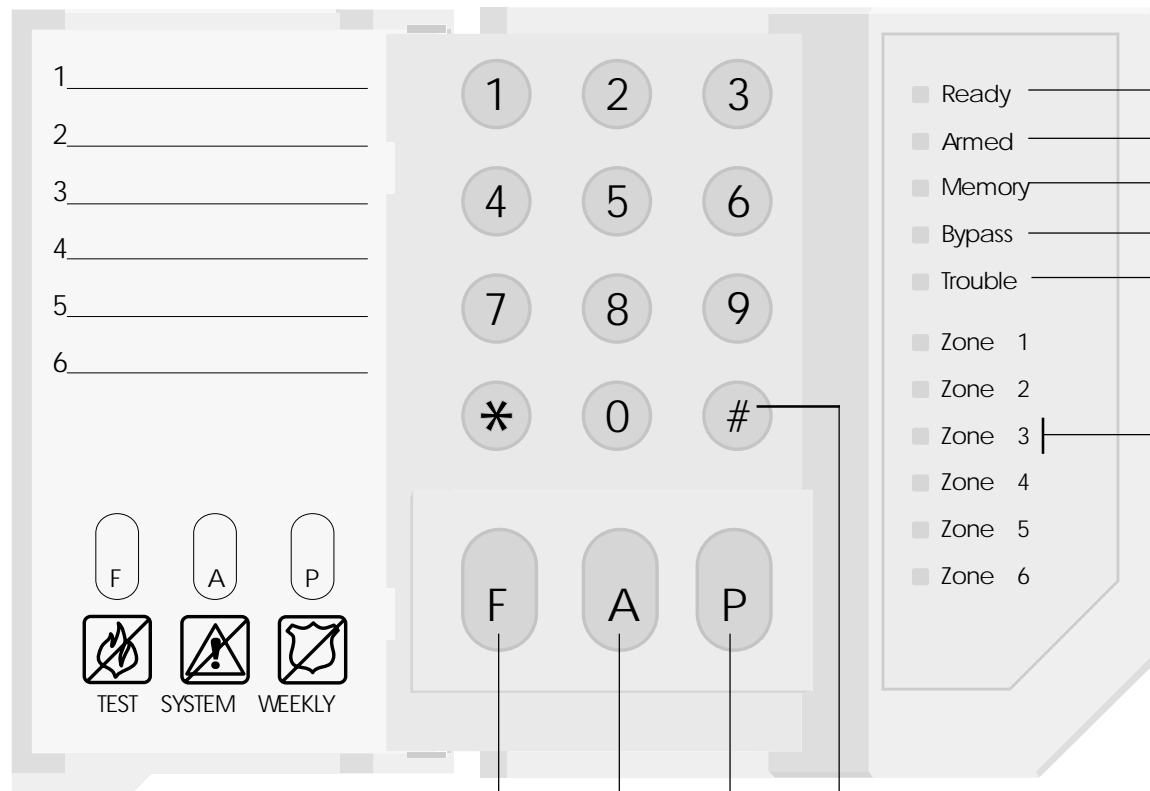 1
2
3
4
5
6
F A P
TEST SYSTEM WEEKLY
1 2 3
4 5 6
7 8 9
* 0 #
F A P
Ready
Armed
Memory
Bypass
Trouble
Zone 1
Zone 2
Zone 3
Zone 4
Zone 5
Zone 6